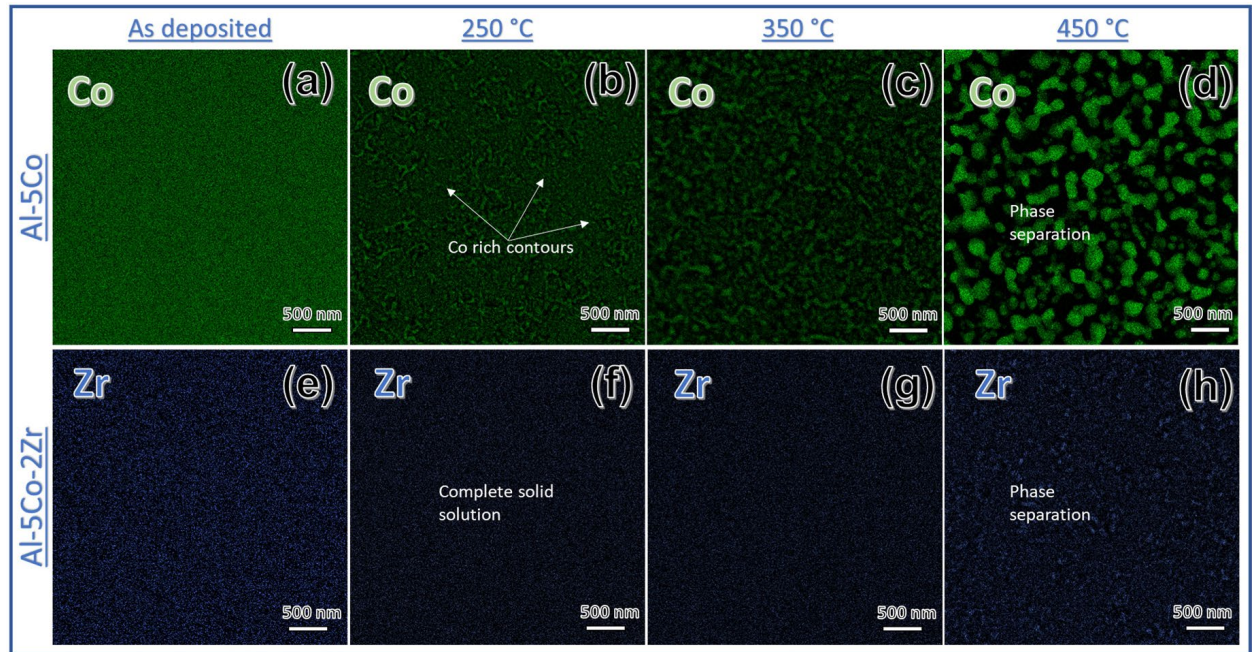 As deposited
250 °C
350 °C
450 °C
Al-5Co
Co
(a)
500 nm
Co
(b)
Co rich contours
500 nm
Co
(c)
500 nm
Co
(d)
Phase
separation
500 nm
Al-5Co-2Zr
Zr
(e)
500 nm
Zr
(f)
Complete solid
solution
500 nm
Zr
(g)
500 nm
Zr
(h)
Phase
separation
500 nm